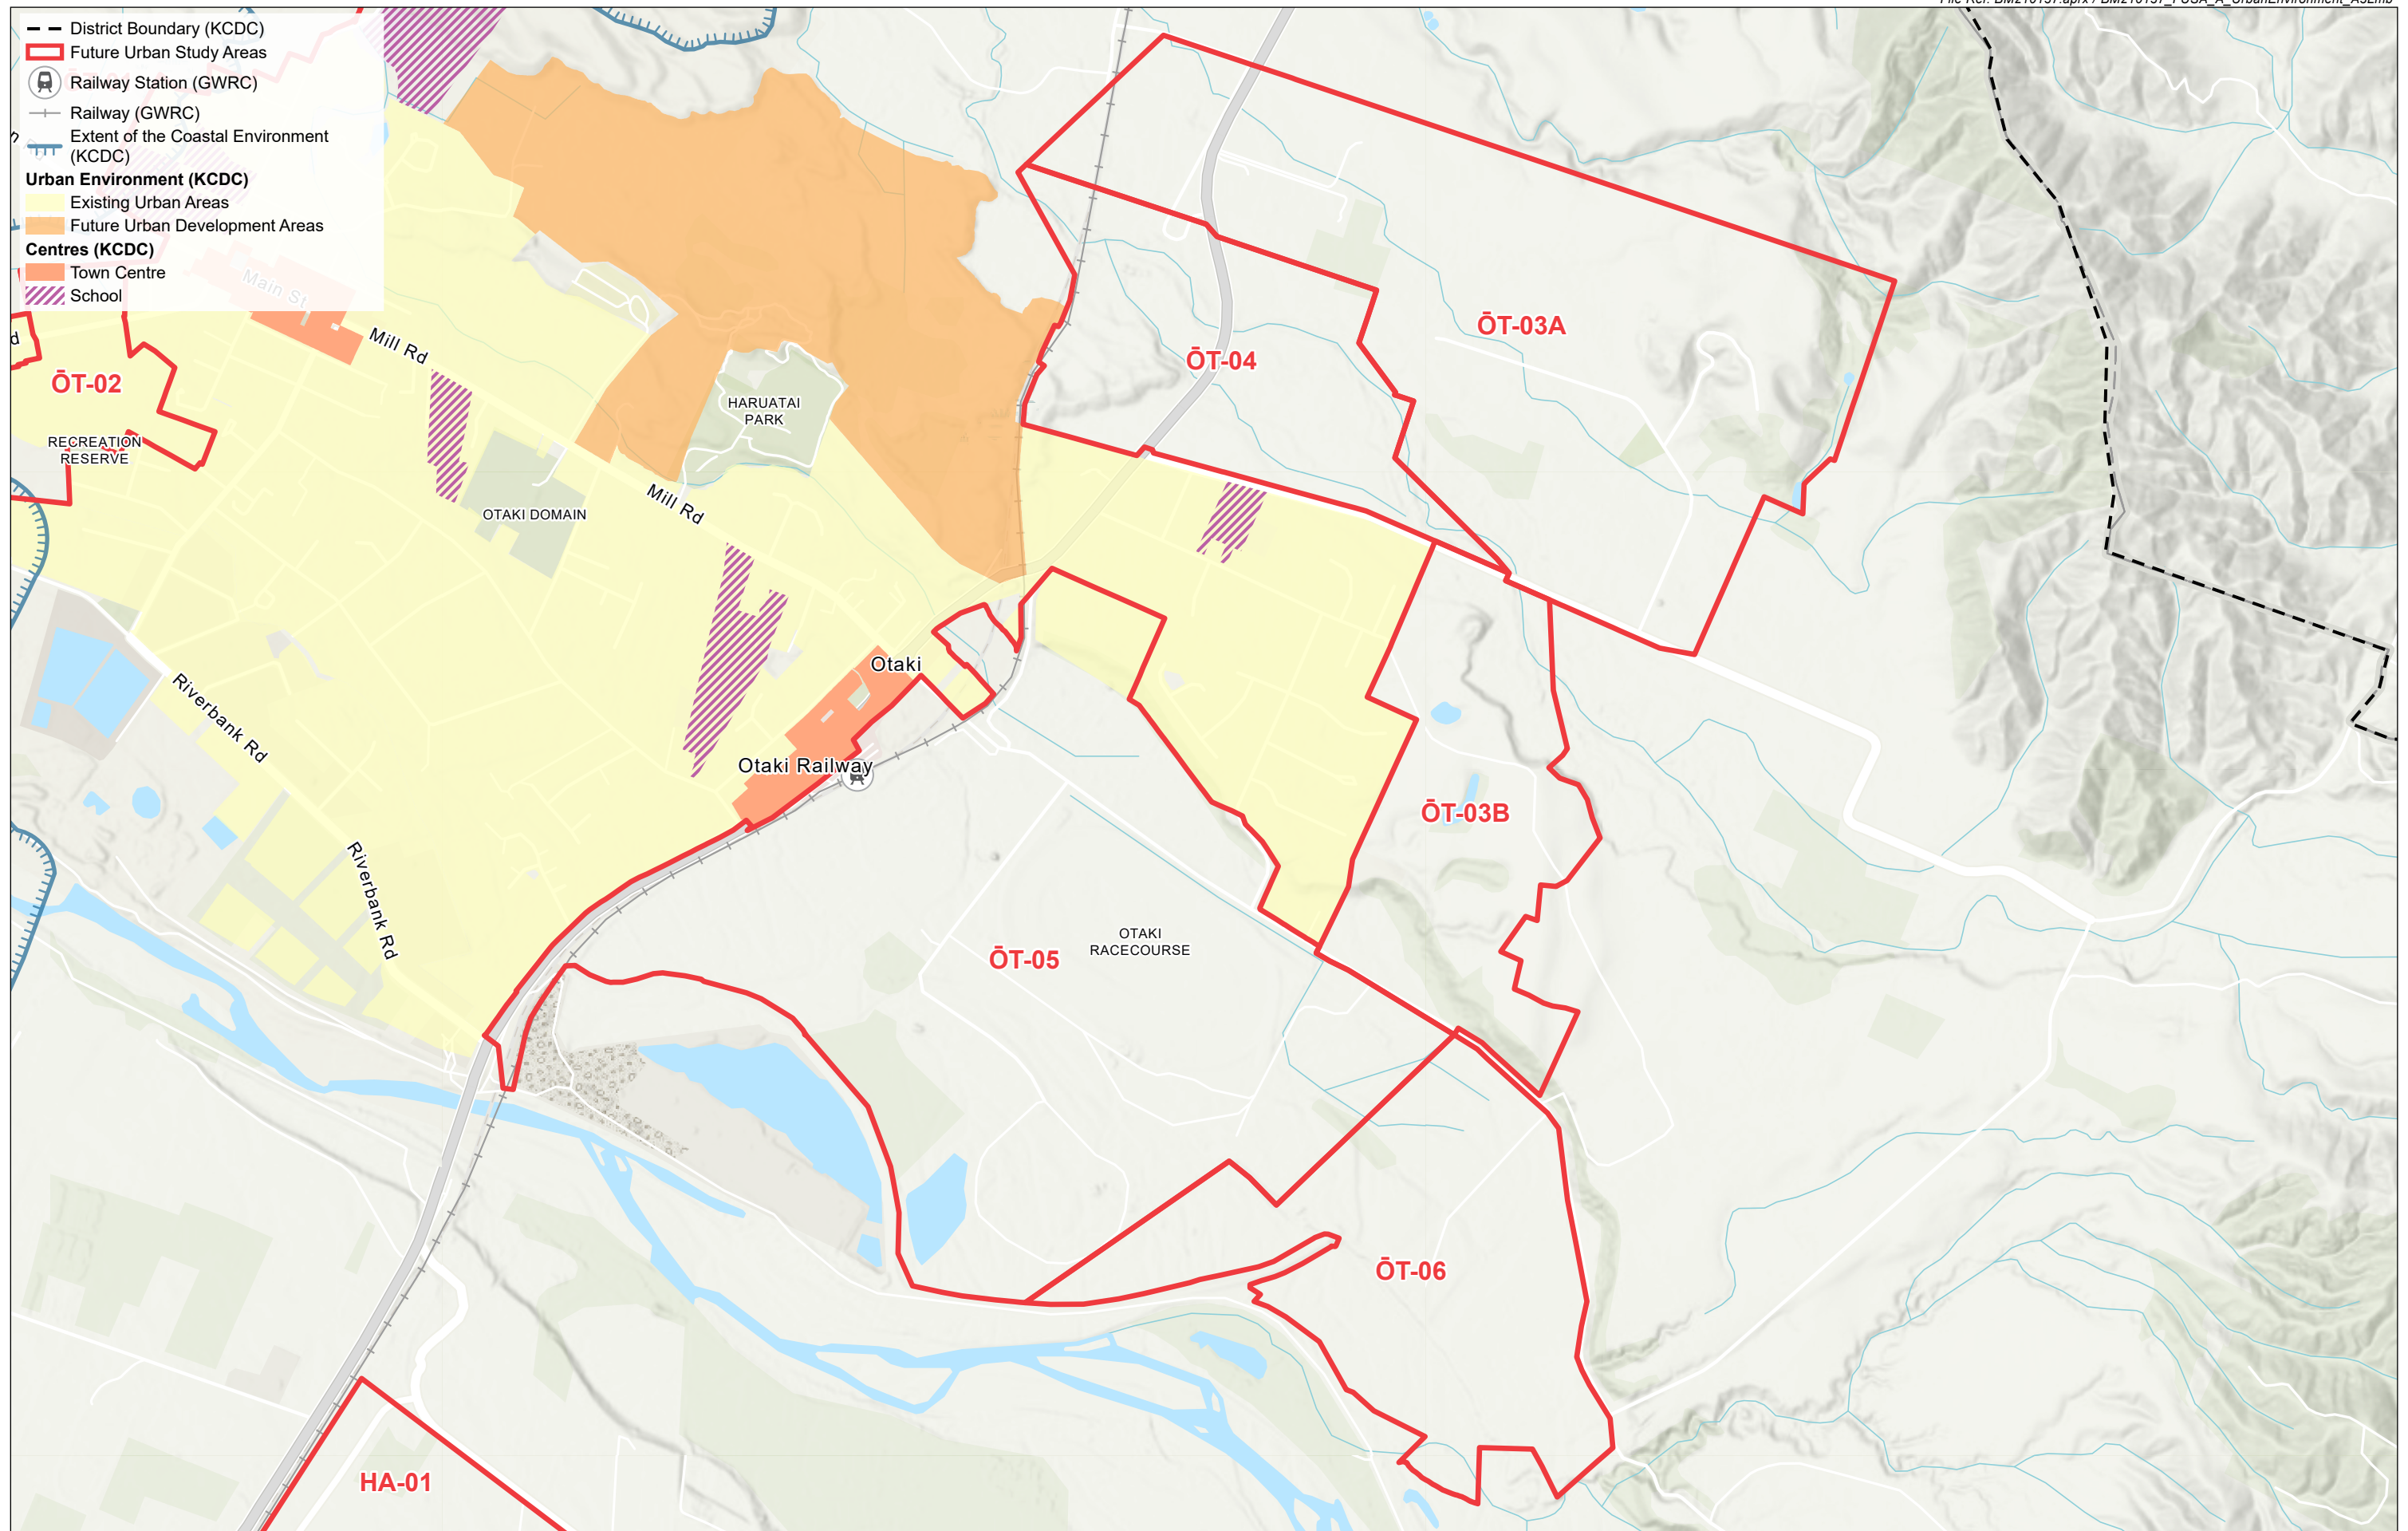 District Boundary (KCDC)
Future Urban Study Areas
Railway Station (GWRC)
Railway (GWRC)
Extent of the Coastal Environment
(KCDC)
Urban Environment (KCDC)
Existing Urban Areas
Future Urban Development Areas
Centres (KCDC)
Town Centre
School
Main St
Mill Rd
ŌT-03A
ŌT-04
ŌT-02
HARUATAI
PARK
RECREATION
RESERVE
Mill Rd
OTAKI DOMAIN
Otaki
Riverbank Rd
Otaki Railway
ŌT-03B
Riverbank Rd
OTAKI
RACECOURSE
ŌT-05
ŌT-06
HA-01